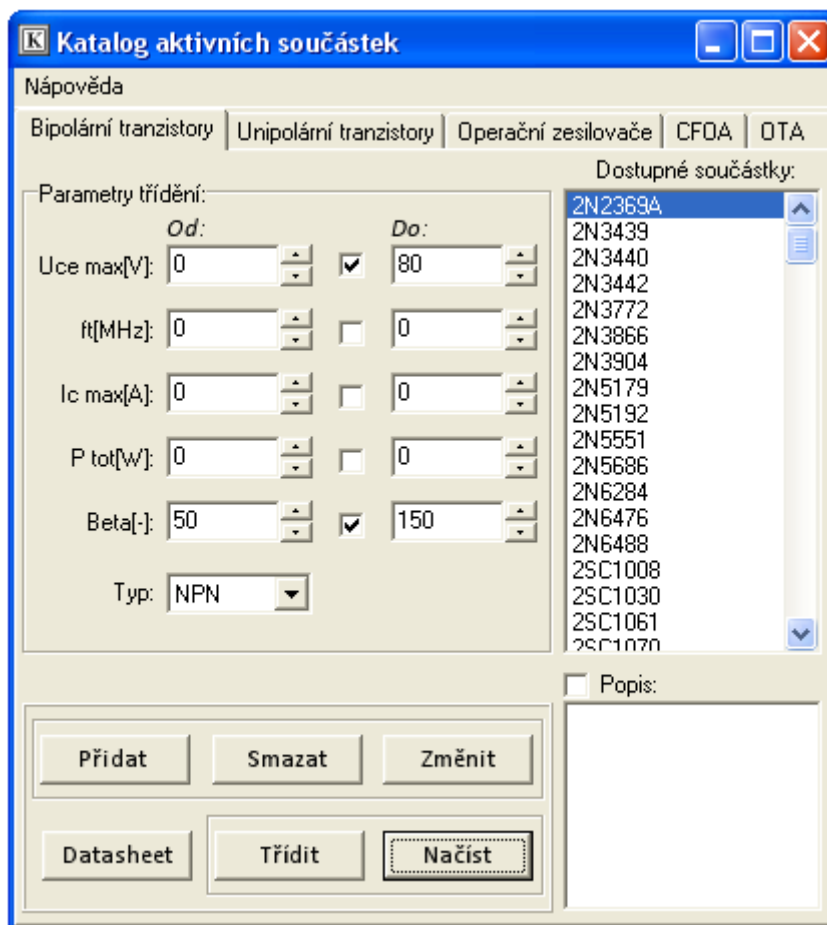 K Katalog aktivních součástek
Nápověda
Bipolární tranzistory Unipolární tranzistory Operační zesilovače CFOA OTA
Dostupné součástky:
Parametry třídění:
Od: Do:
Uce max[V]: 0 80
ft[MHz]: 0 0
Ic max[A]: 0 0
P tot[W]: 0 0
Beta[-]: 50 150
Typ: NPN
2N2369A
2N3439
2N3440
2N3442
2N3772
2N3866
2N3904
2N5179
2N5192
2N5551
2N5686
2N6284
2N6476
2N6488
2SC1008
2SC1030
2SC1061
2SC1070
Popis:
Přidat Smazat Změnit
Datasheet Třídit Načíst